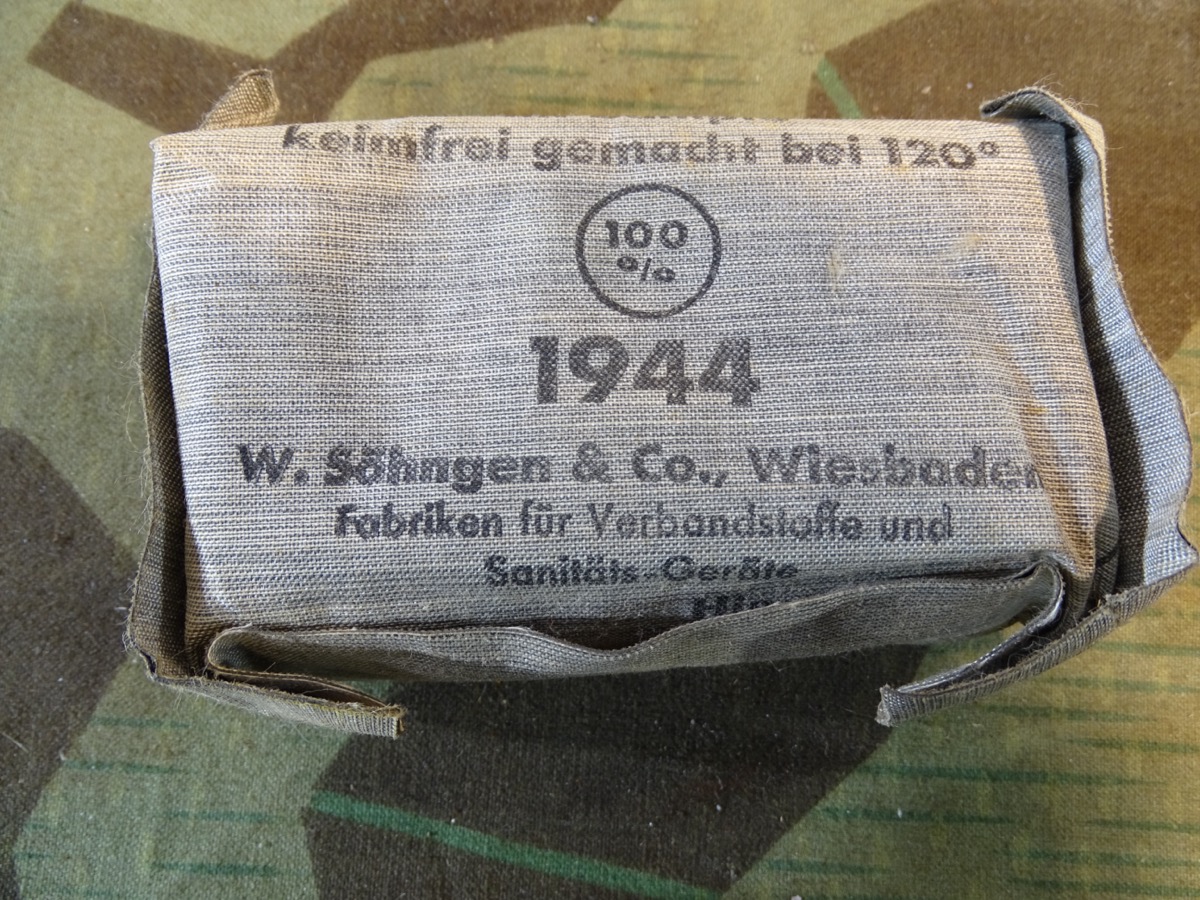 keimfrei gemacht bei 120°
100
%
1944
W. Söhngen & Co., Wiesbaden
Fabriken für Verbandstoffe und
Sanitäts-Geräte